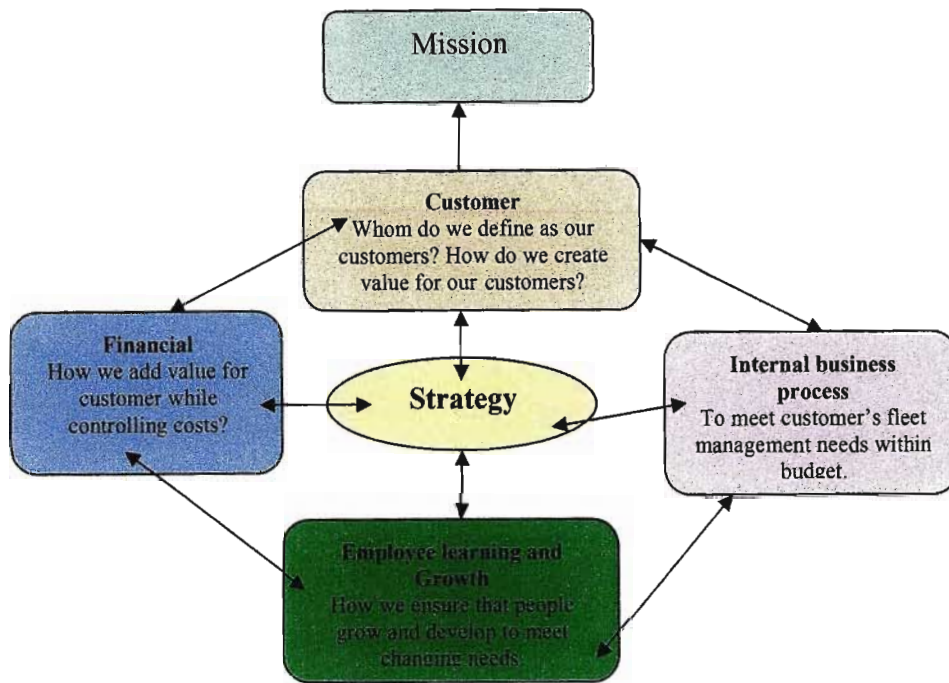 Mission
Customer
Whom do we define as our
customers? How do we create
value for our customers?
Financial
How we add value for
customer while
controlling costs?
Strategy
Internal business
process
To meet customer's fleet
management needs within
budget.
Employee learning and
Growth
How we ensure that people
grow and develop to meet
changing needs.